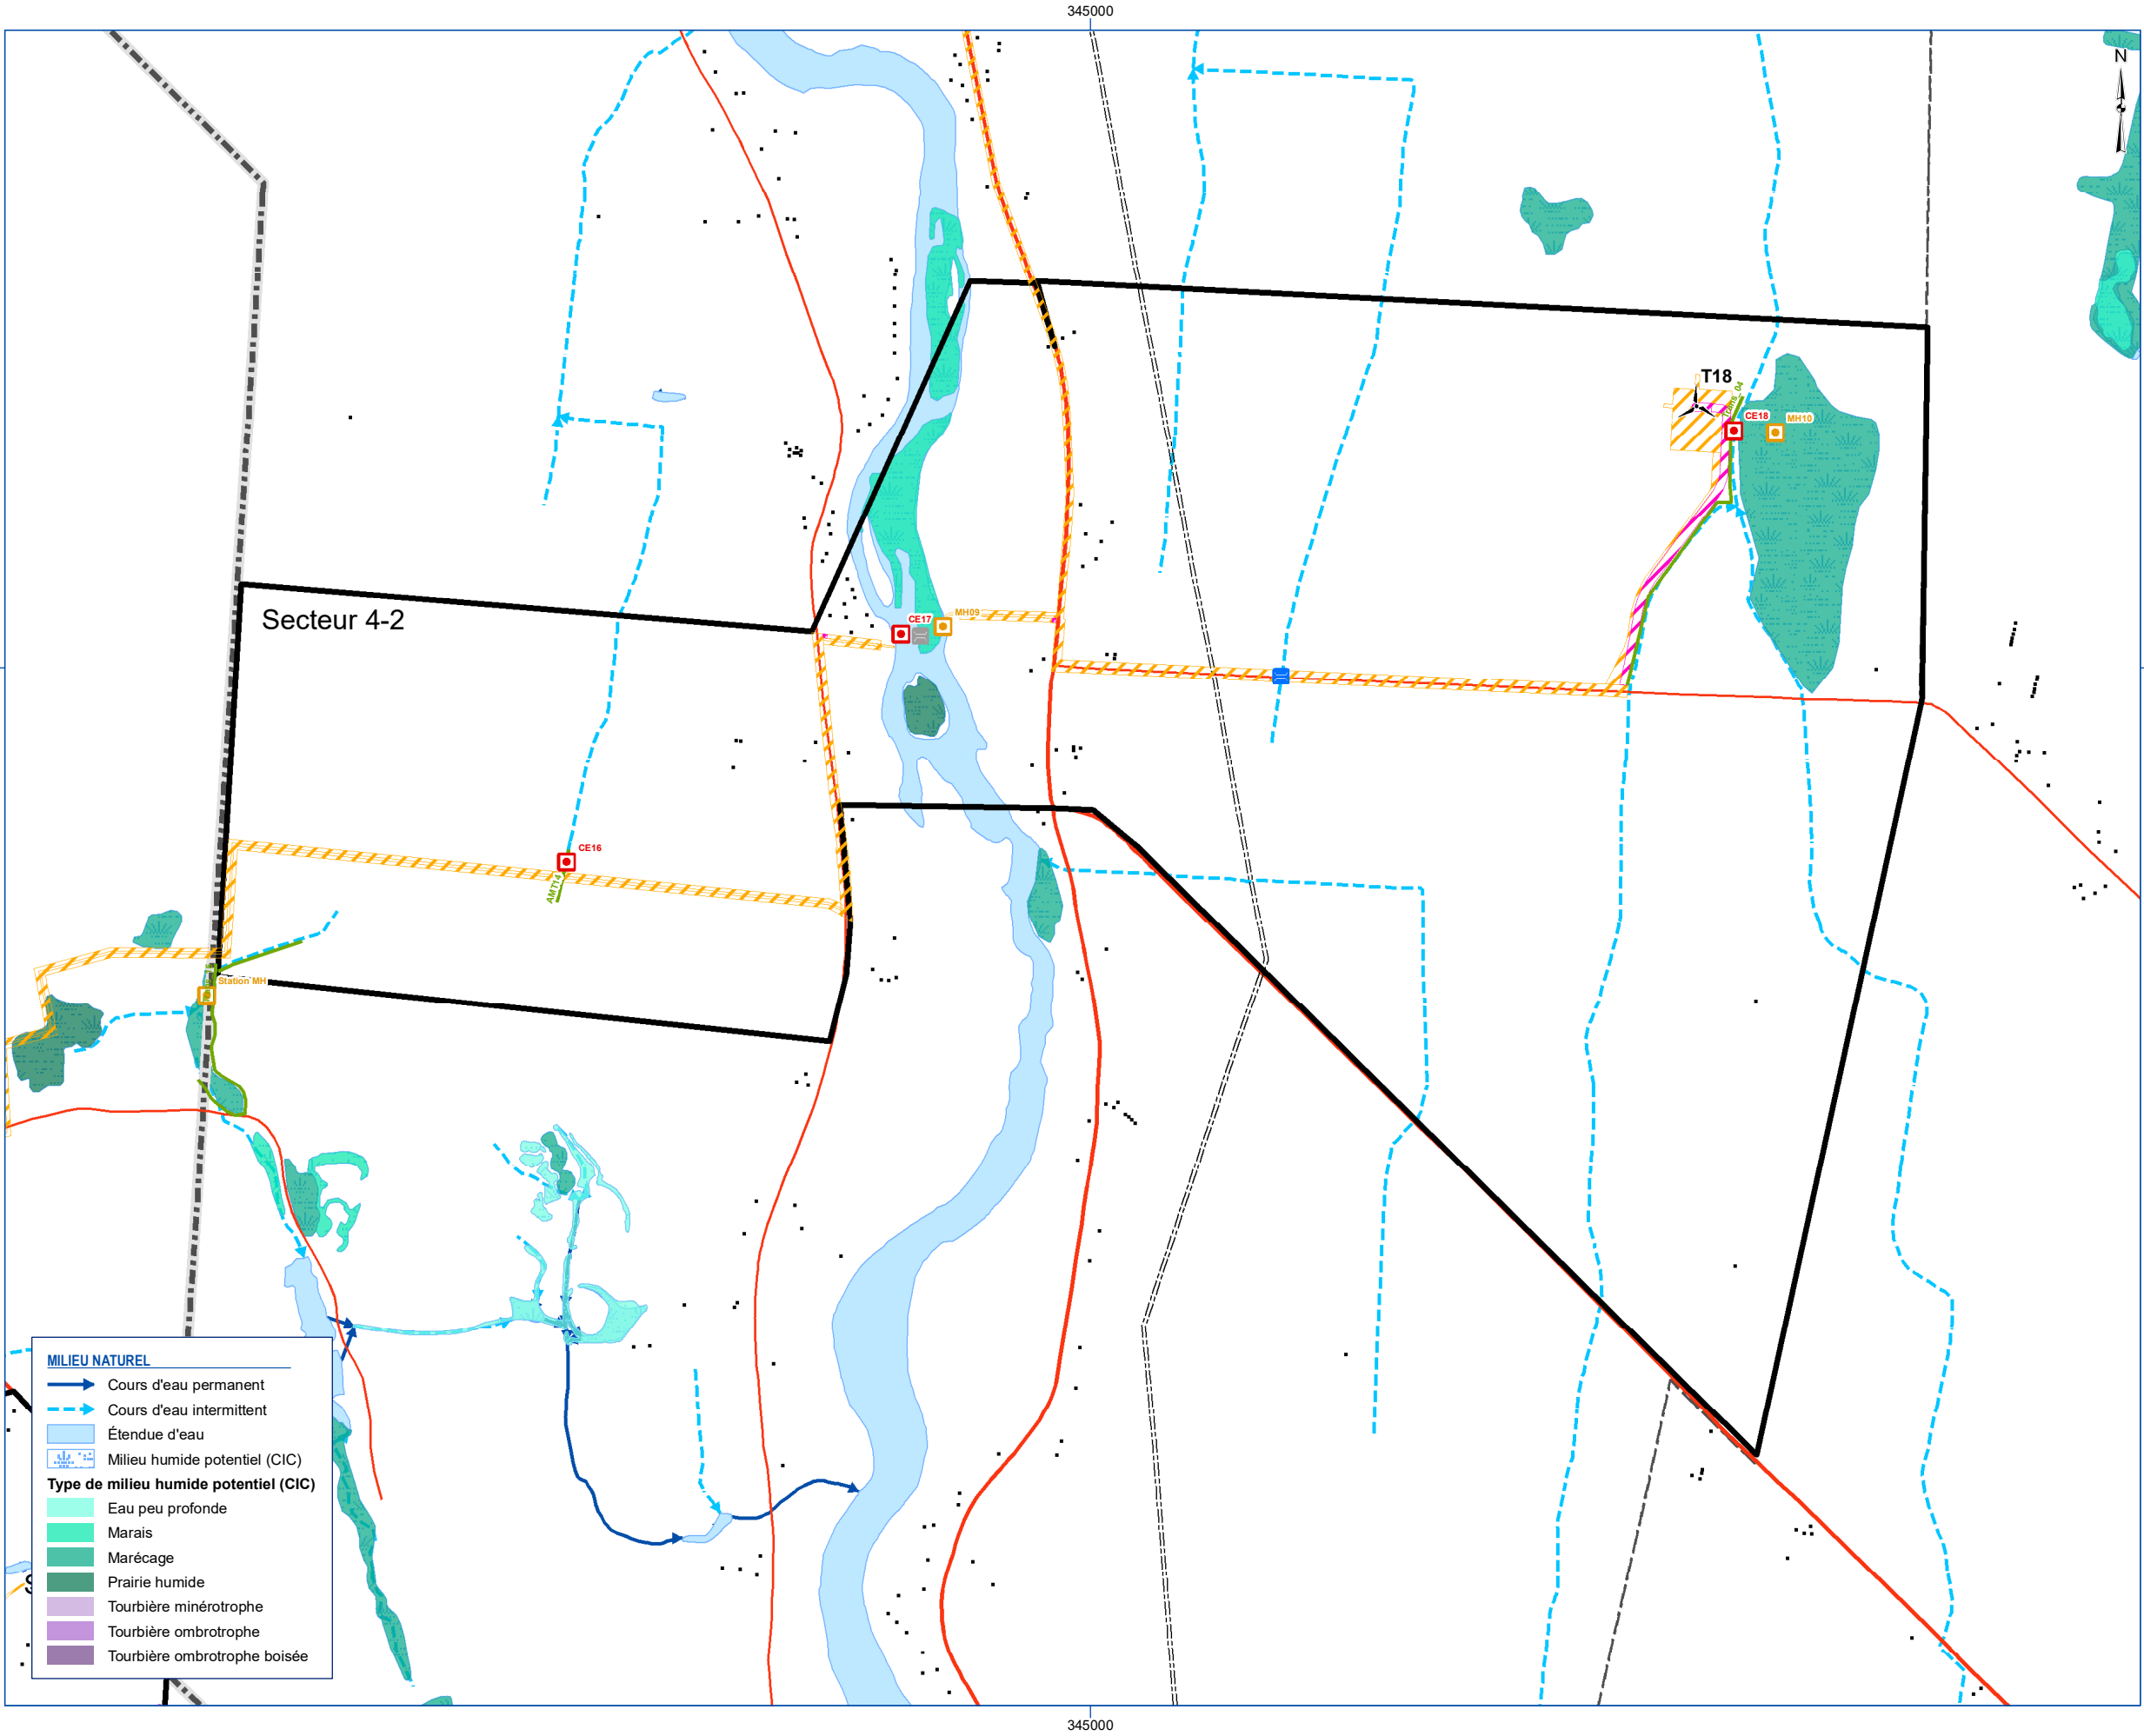 345000
N
T18
Trans_04
CE18
MH10
Secteur 4-2
CE17
MH09
CE16
AMT14
Station MH
MILIEU NATUREL
Cours d'eau permanent
Cours d'eau intermittent
Étendue d'eau
Milieu humide potentiel (CIC)
Type de milieu humide potentiel (CIC)
Eau peu profonde
Marais
Marécage
Prairie humide
Tourbière minérotrophe
Tourbière ombrotrophe
Tourbière ombrotrophe boisée
345000